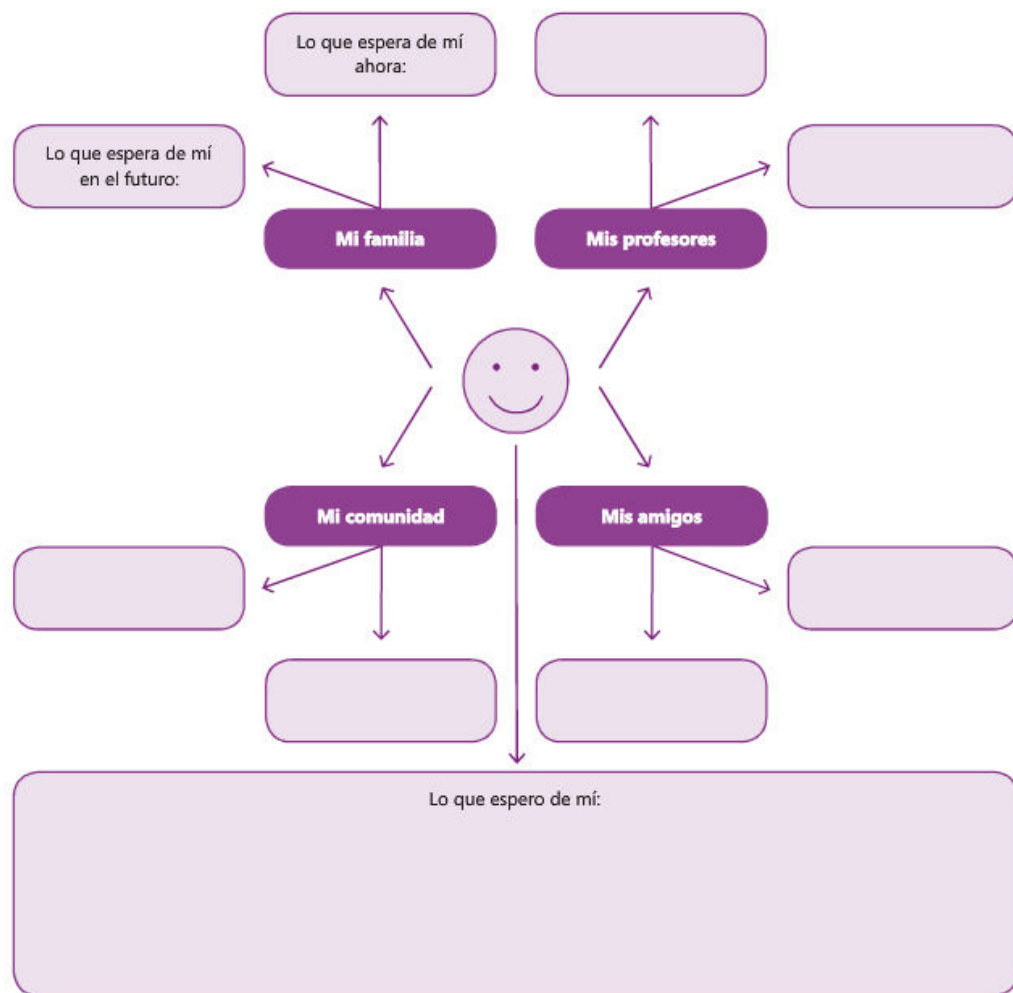 Lo que espera de mí
ahora:
Lo que espera de mí
en el futuro:
Mi familia
Mis profesores
Mi comunidad
Mis amigos
Lo que espero de mí: